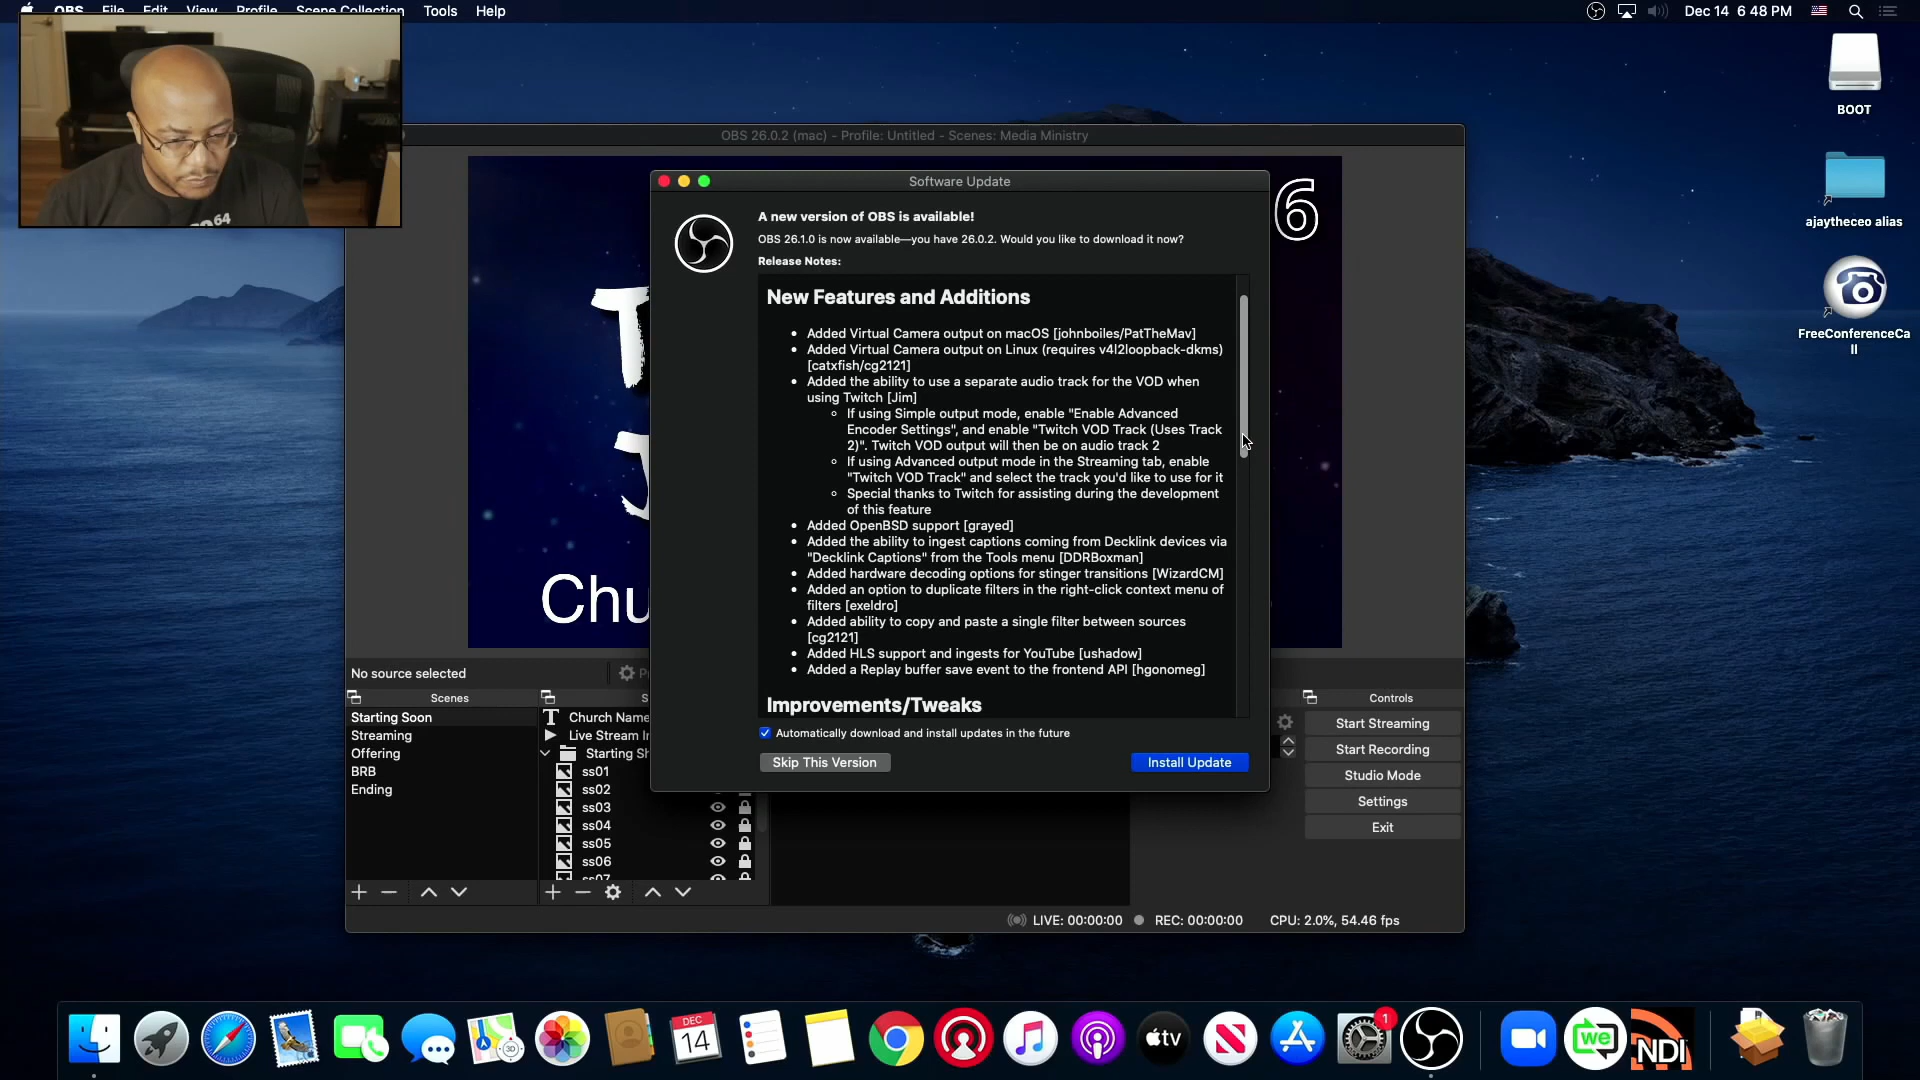 OBS File Edit View Profile Scene Collection Tools Help
Dec 14 6 48 PM
BOOT
ajaytheceo alias
FreeConferenceCa
ll
64
OBS 26.0.2 (mac) - Profile: Untitled - Scenes: Media Ministry
6
Chu
Software Update
A new version of OBS is available!
OBS 26.1.0 is now available—you have 26.0.2. Would you like to download it now?
Release Notes:
New Features and Additions
• Added Virtual Camera output on macOS [johnboiles/PatTheMav]
• Added Virtual Camera output on Linux (requires v4l2loopback-dkms)
[catxfish/cg2121]
• Added the ability to use a separate audio track for the VOD when
using Twitch [Jim]
◦ If using Simple output mode, enable "Enable Advanced
Encoder Settings", and enable "Twitch VOD Track (Uses Track
2)". Twitch VOD output will then be on audio track 2
◦ If using Advanced output mode in the Streaming tab, enable
"Twitch VOD Track" and select the track you'd like to use for it
◦ Special thanks to Twitch for assisting during the development
of this feature
• Added OpenBSD support [grayed]
• Added the ability to ingest captions coming from Decklink devices via
"Decklink Captions" from the Tools menu [DDRBoxman]
• Added hardware decoding options for stinger transitions [WizardCM]
• Added an option to duplicate filters in the right-click context menu of
filters [exeldro]
• Added ability to copy and paste a single filter between sources
[cg2121]
• Added HLS support and ingests for YouTube [ushadow]
• Added a Replay buffer save event to the frontend API [hgonomeg]
Improvements/Tweaks
Automatically download and install updates in the future
Skip This Version
Install Update
No source selected
Scenes
Starting Soon
Streaming
Offering
BRB
Ending
S
Church Name
Live Stream
Starting
ss01
ss02
ss03
ss04
ss05
ss06
ss07
Controls
Start Streaming
Start Recording
Studio Mode
Settings
Exit
LIVE: 00:00:00
REC: 00:00:00
CPU: 2.0%, 54.46 fps
3D
DEC
14
tv
1
we
NDI